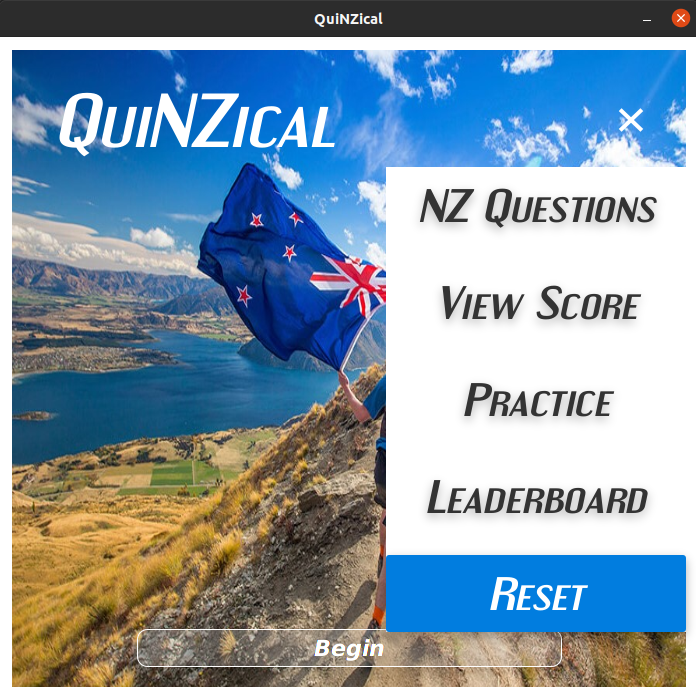 QuiNZical
QuiNZical
NZ Questions
View Score
Practice
Leaderboard
Reset
Begin